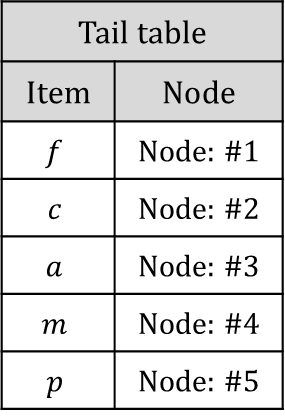 Tail table
Item Node
f Node: #1
c Node: #2
a Node: #3
m Node: #4
p Node: #5